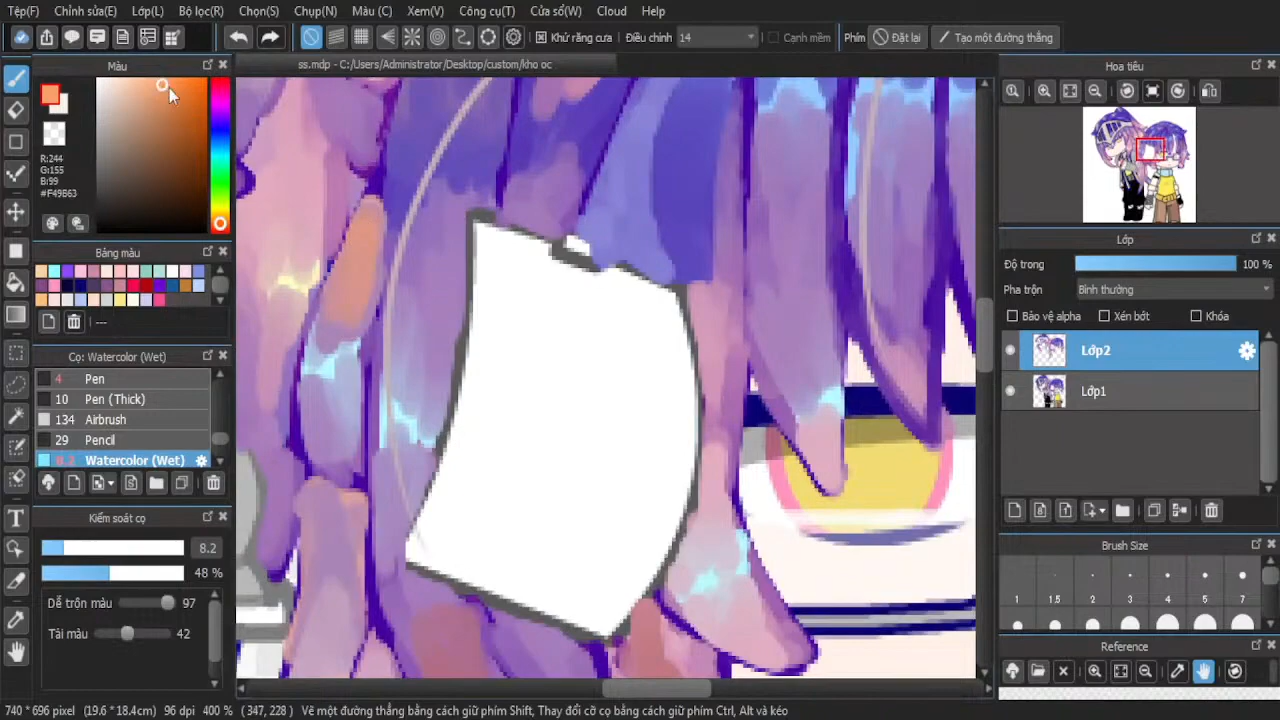 Tệp(F) Chỉnh sửa(E) Lớp(L) Bộ lọc(R) Chọn(S) Chụp(N) Màu (C) Xem(V) Công cụ(T) Cửa sổ(W) Cloud Help
Khử răng cưa Điều chỉnh 14 Cạnh mềm Phím Đặt lại Tạo một đường thẳng
Màu
ss.mdp - C:/Users/Administrator/Desktop/custom/kho oc
Hoa tiêu
R:244
G:155
B:99
#F49B63
Bảng màu
---
Lớp
Độ trong 100 %
Pha trộn Bình thường
Bảo vệ alpha Xén bớt Khóa
Lớp2
Lớp1
Cọ: Watercolor (Wet)
4 Pen
10 Pen (Thick)
134 Airbrush
29 Pencil
8.2 Watercolor (Wet)
Kiểm soát cọ
8.2
48 %
Dễ trộn màu 97
Tải màu 42
Brush Size
1 1.5 2 3 4 5 7
Reference
740 * 696 pixel (19.6 * 18.4cm) 96 dpi 400 % ( 347, 228 ) Vẽ một đường thẳng bằng cách giữ phím Shift, Thay đổi cỡ cọ bằng cách giữ phím Ctrl, Alt và kéo